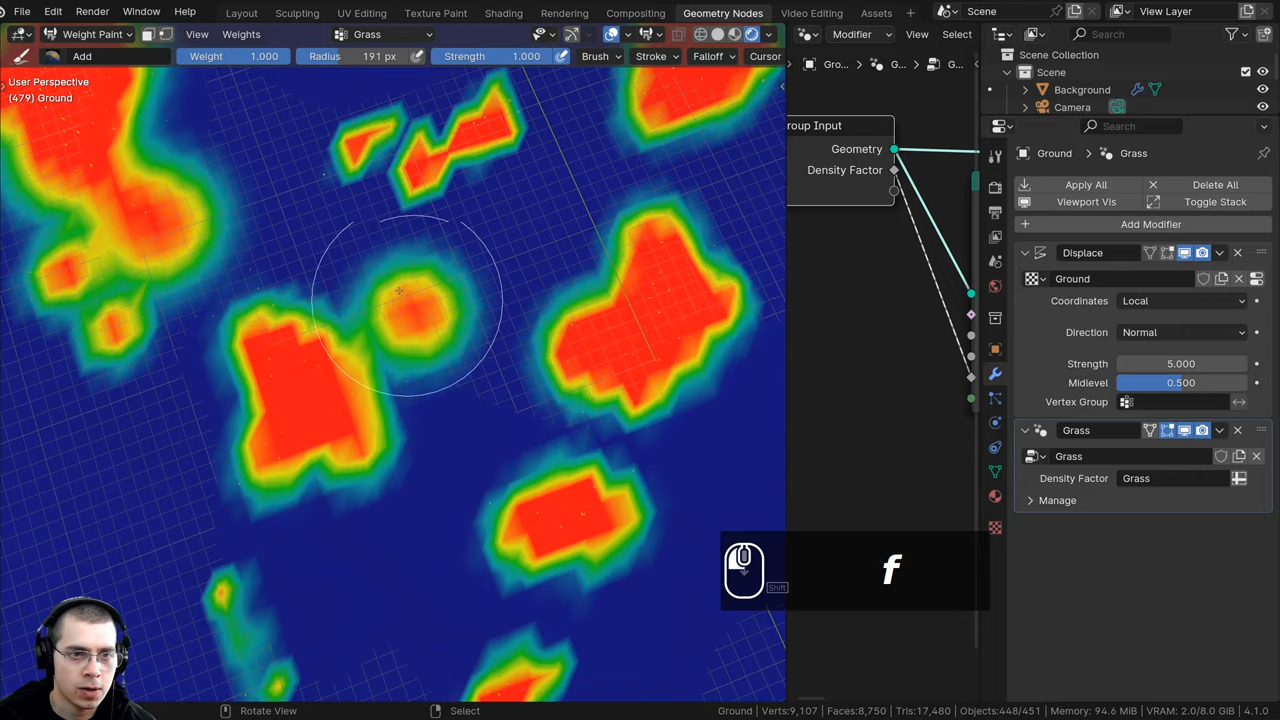 File Edit Render Window Help Layout Sculpting UV Editing Texture Paint Shading Rendering Compositing Geometry Nodes Video Editing Assets + Scene View Layer
Weight Paint View Weights Grass Modifier View Select Search
Add Weight 1.000 Radius 191 px Strength 1.000 Brush Stroke Falloff Cursor
Scene Collection
User Perspective
(479) Ground
Gro... G... G...
Scene
Background
Camera
roup Input
Search
Geometry
Density Factor
Ground Grass
Apply All Delete All
Viewport Vis Toggle Stack
Add Modifier
Displace
Ground
Coordinates Local
Direction Normal
Strength 5.000
Midlevel 0.500
Vertex Group
Grass
Grass
Density Factor Grass
Manage
f
Shift
Rotate View Select Ground | Verts:9,107 | Faces:8,750 | Tris:17,480 | Objects:448/451 | Memory: 94.6 MiB | VRAM: 2.0/8.0 GiB | 4.1.0